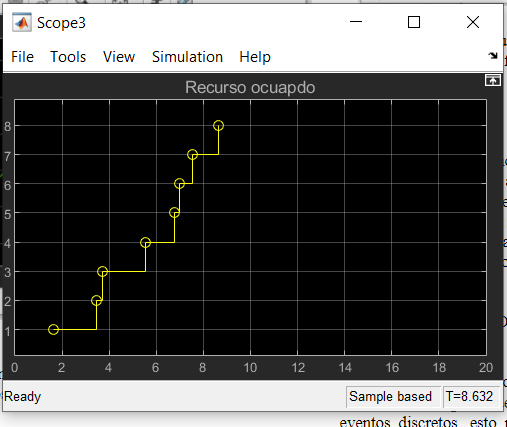 Scope3
File Tools View Simulation Help
Recurso ocuapdo
8
7
6
5
4
3
2
1
0 2 4 6 8 10 12 14 16 18 20
Ready Sample based T=8.632
eventos discretos esto